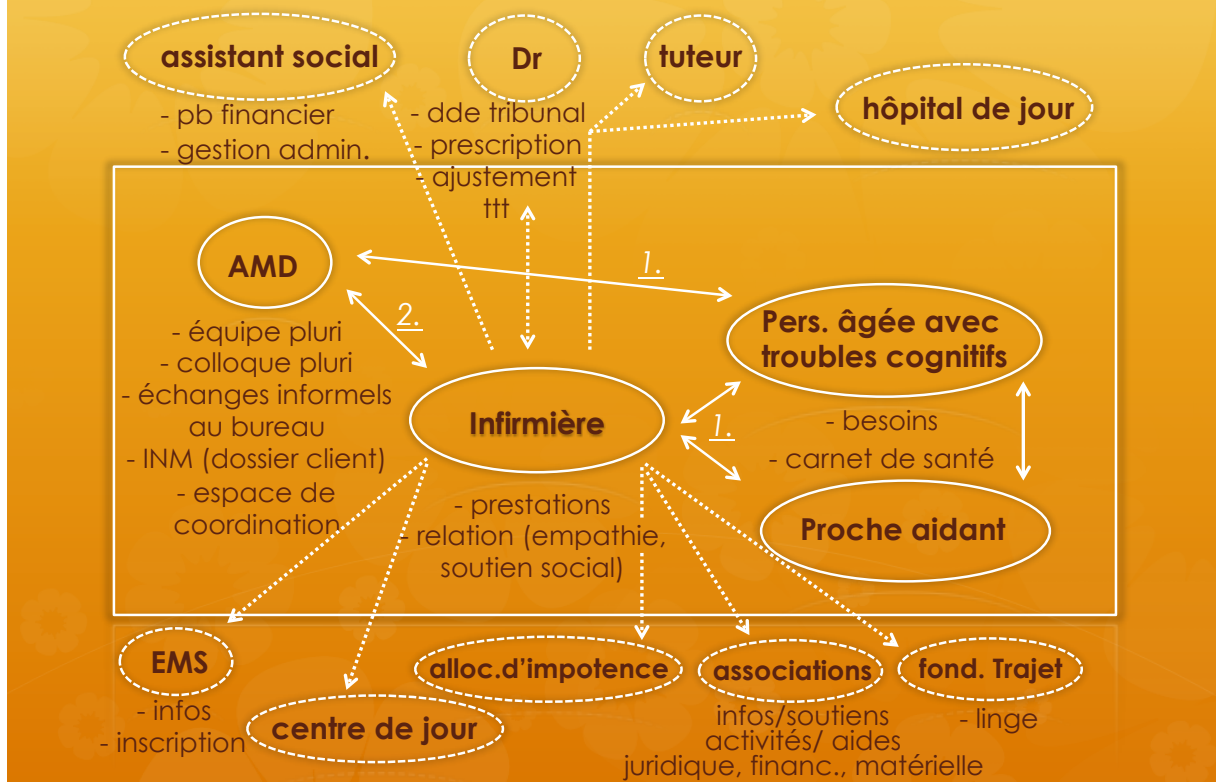 assistant social
- pb financier
- gestion admin.
Dr
- dde tribunal
- prescription
- ajustement
ttt
tuteur
hôpital de jour
AMD
- équipe pluri
- colloque pluri
- échanges informels
au bureau
- INM (dossier client)
- espace de
coordination
1.
2.
Infirmière
- prestations
- relation (empathie,
soutien social)
1.
Pers. âgée avec
troubles cognitifs
- besoins
- carnet de santé
Proche aidant
EMS
- infos
- inscription
centre de jour
alloc.d’impotence
associations
infos/soutiens
activités/ aides
juridique, financ., matérielle
fond. Trajet
- linge